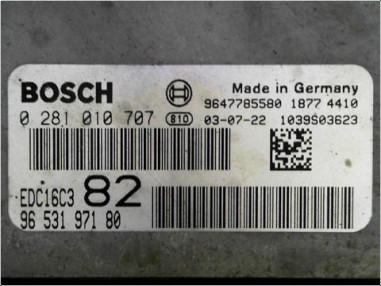 BOSCH
Made in Germany
9647785580 1877 4410
0 281 010 707 810 03-07-22 1039S03623
EDC16C3 82
96 531 971 80